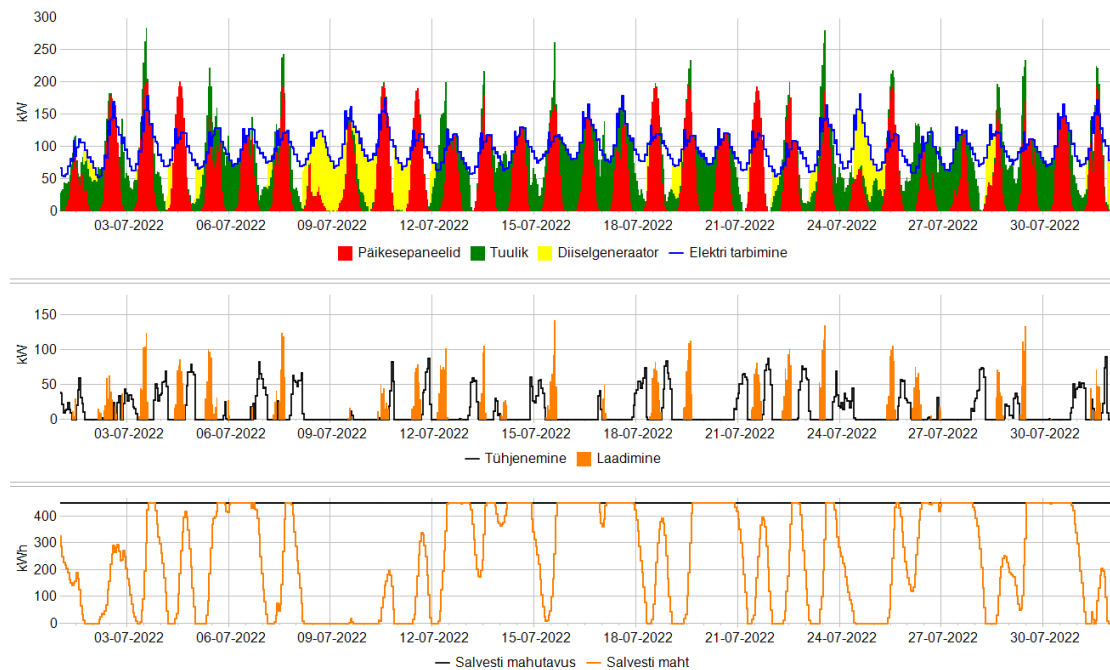 300
250
200
150
100
50
0
kW
03-07-2022 06-07-2022 09-07-2022 12-07-2022 15-07-2022 18-07-2022 21-07-2022 24-07-2022 27-07-2022 30-07-2022
Päikesepaneelid Tuulik Diiselgeneraator Elektri tarbimine
150
100
50
0
kW
03-07-2022 06-07-2022 09-07-2022 12-07-2022 15-07-2022 18-07-2022 21-07-2022 24-07-2022 27-07-2022 30-07-2022
Tühjenemine Laadimine
400
300
200
100
0
kWh
03-07-2022 06-07-2022 09-07-2022 12-07-2022 15-07-2022 18-07-2022 21-07-2022 24-07-2022 27-07-2022 30-07-2022
Salvesti mahutavus Salvesti maht